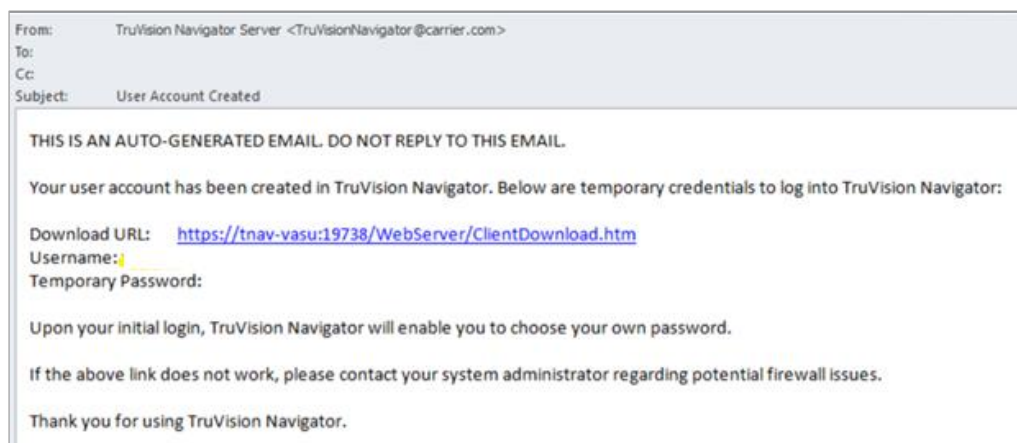 From: TruVision Navigator Server <TruVisionNavigator@carrier.com>
To:
Cc:
Subject: User Account Created
THIS IS AN AUTO-GENERATED EMAIL. DO NOT REPLY TO THIS EMAIL.
Your user account has been created in TruVision Navigator. Below are temporary credentials to log into TruVision Navigator:
Download URL: https://tnav-vasu:19738/WebServer/ClientDownload.htm
Username:
Temporary Password:
Upon your initial login, TruVision Navigator will enable you to choose your own password.
If the above link does not work, please contact your system administrator regarding potential firewall issues.
Thank you for using TruVision Navigator.